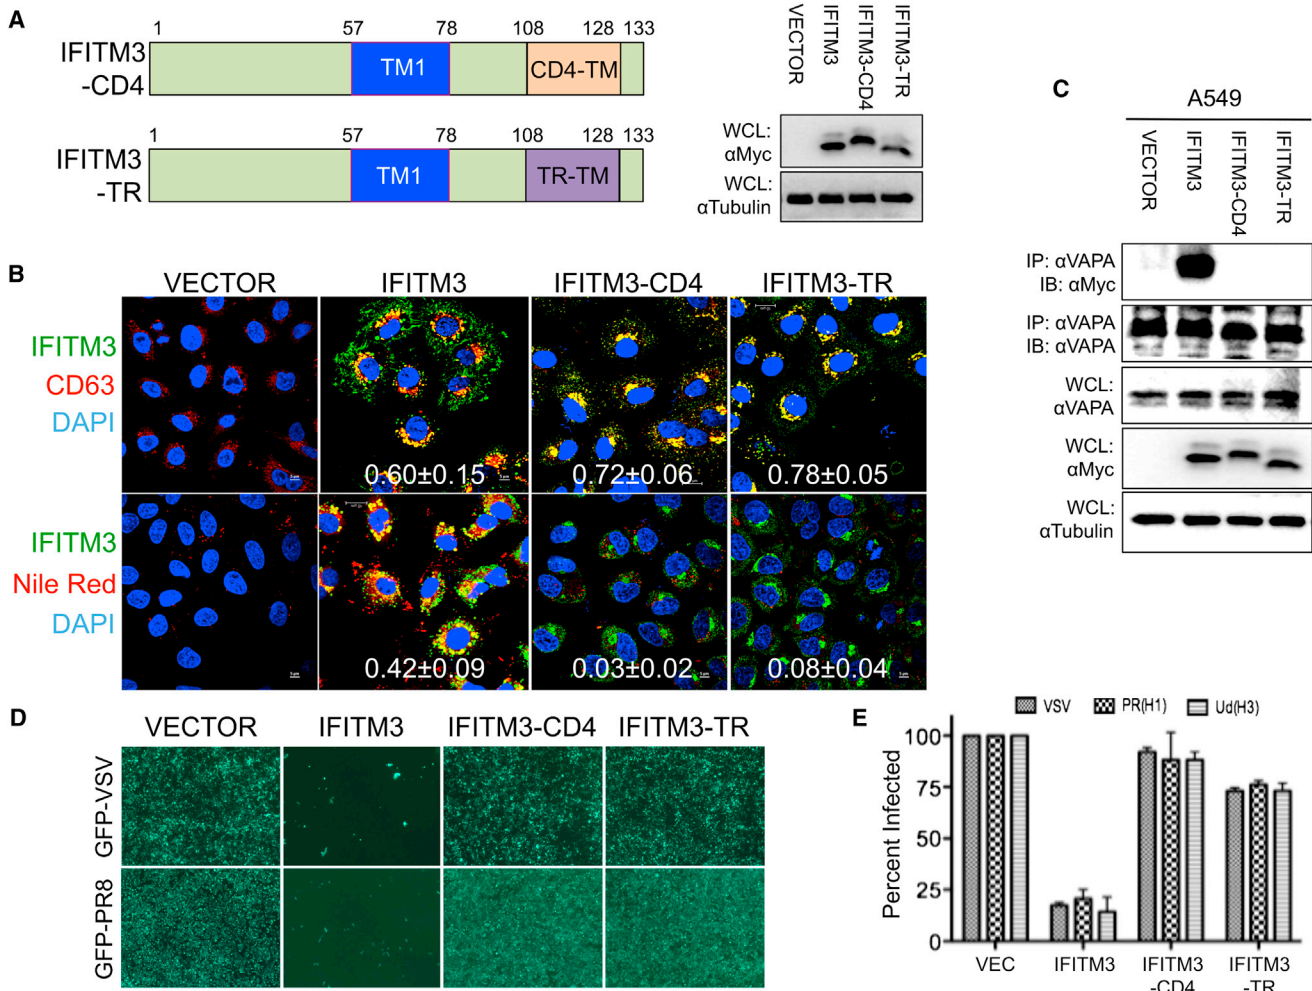 A
1 57 78 108 128 133
IFITM3
-CD4
TM1
CD4-TM
1 57 78 108 128 133
IFITM3
-TR
TM1
TR-TM
VECTOR
IFITM3
IFITM3-CD4
IFITM3-TR
WCL:
αMyc
WCL:
αTubulin
B
VECTOR IFITM3 IFITM3-CD4 IFITM3-TR
IFITM3
CD63
DAPI
0.60±0.15 0.72±0.06 0.78±0.05
IFITM3
Nile Red
DAPI
0.42±0.09 0.03±0.02 0.08±0.04
C
A549
VECTOR
IFITM3
IFITM3-CD4
IFITM3-TR
IP: αVAPA
IB: αMyc
IP: αVAPA
IB: αVAPA
WCL:
αVAPA
WCL:
αMyc
WCL:
αTubulin
D
VECTOR IFITM3 IFITM3-CD4 IFITM3-TR
GFP-VSV
GFP-PR8
E
VSV PR(H1) Ud(H3)
Percent Infected
100
75
50
25
0
VEC IFITM3 IFITM3 IFITM3
-CD4 -TR